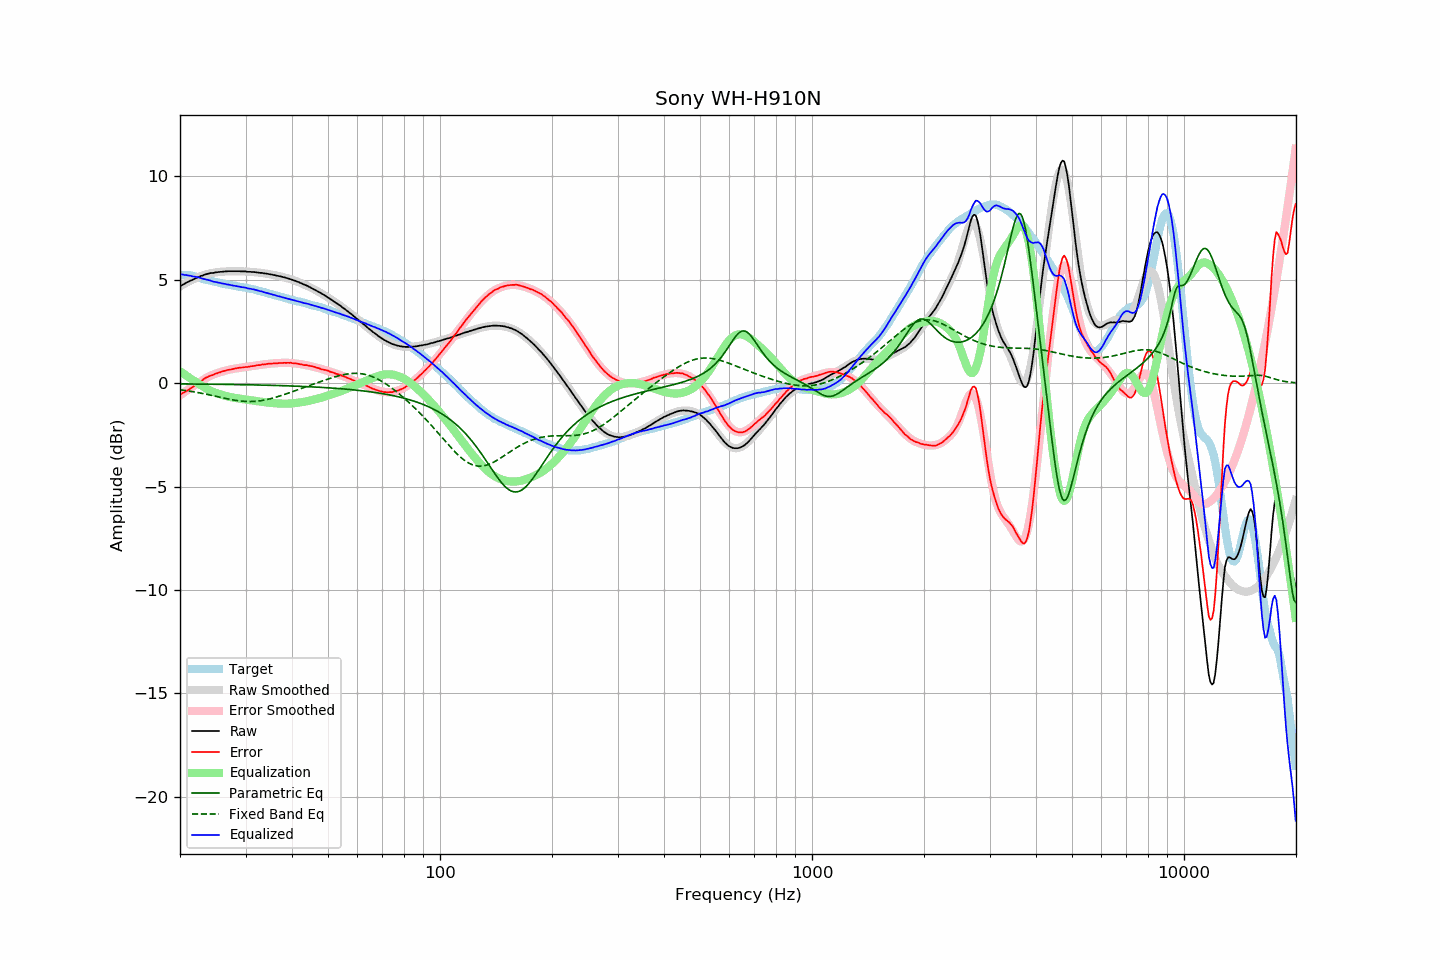 Sony WH-H910N
Amplitude (dBr)
10
5
0
−5
−10
−15
−20
Target
Raw Smoothed
Error Smoothed
Raw
Error
Equalization
Parametric Eq
Fixed Band Eq
Equalized
100
1000
10000
Frequency (Hz)